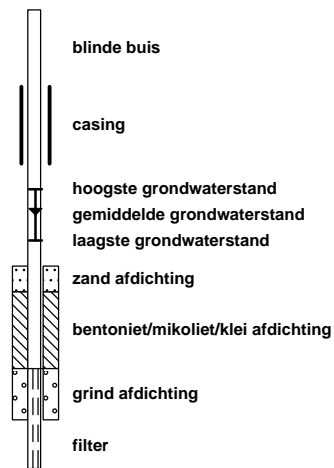 blinde buis
casing
hoogste grondwaterstand
gemiddelde grondwaterstand
laagste grondwaterstand
zand afdichting
bentoniet/mikoliet/klei afdichting
grind afdichting
filter